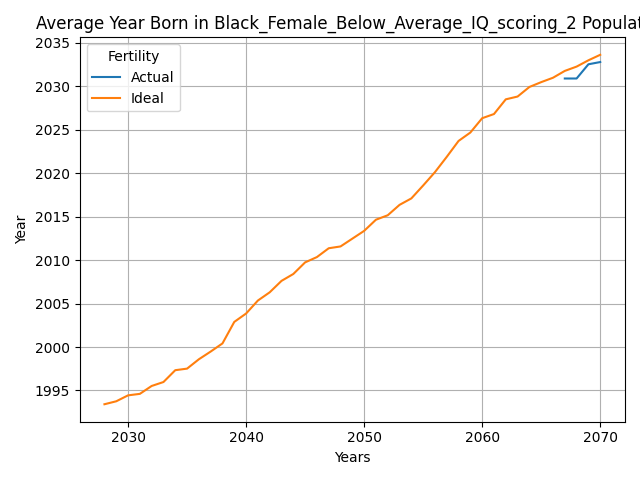 Average Year Born in Black_Female_Below_Average_IQ_scoring_2 Populat
Fertility
Actual
Ideal
2035
2030
2025
2020
2015
2010
2005
2000
1995
Year
2030 2040 2050 2060 2070
Years